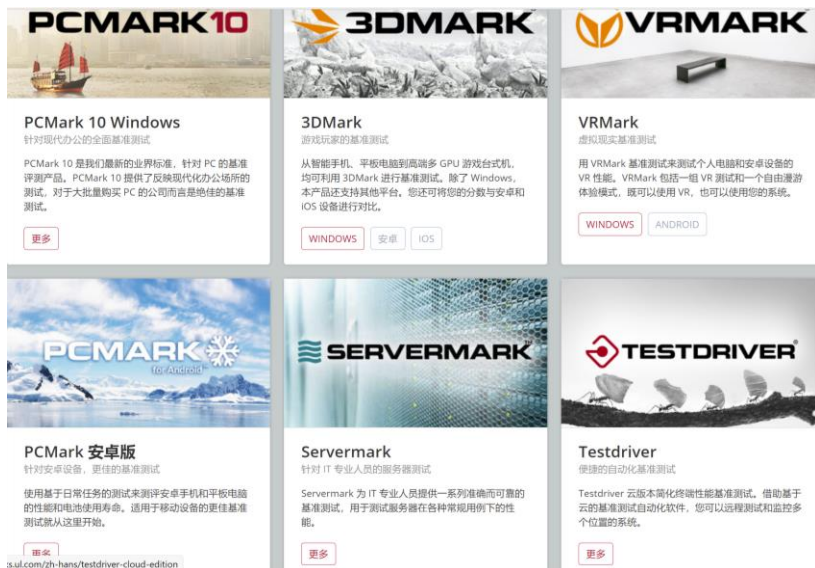 PCMARK10
3DMARK
VRMARK
PCMark 10 Windows
针对现代办公的全面基准测试
PCMark 10 是我们最新的业界标准，针对 PC 的基准
评测产品。PCMark 10 提供了反映现代化办公场所的
测试，对于大批量购买 PC 的公司而言是绝佳的基准
测试。
更多
3DMark
游戏玩家的基准测试
从智能手机、平板电脑到高端多 GPU 游戏台式机，
均可利用 3DMark 进行基准测试。除了 Windows，
本产品还支持其他平台。您还可将您的分数与安卓和
iOS 设备进行对比。
WINDOWS 安卓 IOS
VRMark
虚拟现实基准测试
用 VRMark 基准测试来测试个人电脑和安卓设备的
VR 性能。VRMark 包括一组 VR 测试和一个自由漫游
体验模式，既可以使用 VR，也可以使用您的系统。
WINDOWS ANDROID
PCMARK
for Android
SERVERMARK
TESTDRIVER
PCMark 安卓版
针对安卓设备，更佳的基准测试
使用基于日常任务的测试来测评安卓手机和平板电脑
的性能和电池使用寿命。适用于移动设备的更佳基准
测试就从这里开始。
更多
Servermark
针对 IT 专业人员的服务器测试
Servermark 为 IT 专业人员提供一系列准确而可靠的
基准测试，用于测试服务器在各种常规用例下的性
能。
更多
Testdriver
便捷的自动化基准测试
Testdriver 云版本简化终端性能基准测试。借助基于
云的基准测试自动化软件，您可以远程测试和监控多
个位置的系统。
更多
ks.ul.com/zh-hans/testdriver-cloud-edition